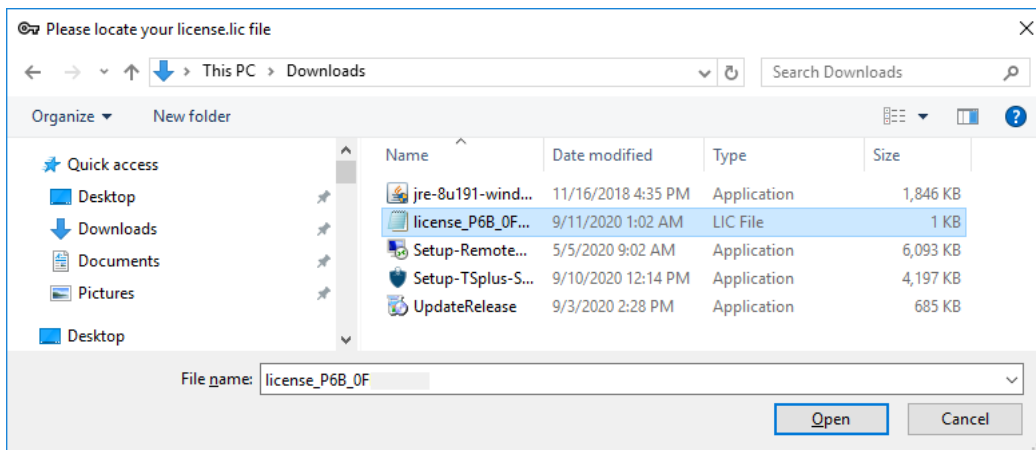 Please locate your license.lic file
This PC > Downloads
Search Downloads
Organize
New folder
Quick access
Desktop
Downloads
Documents
Pictures
Desktop
Name Date modified Type Size
jre-8u191-wind... 11/16/2018 4:35 PM Application 1,846 KB
license_P6B_0F... 9/11/2020 1:02 AM LIC File 1 KB
Setup-Remote... 5/5/2020 9:02 AM Application 6,093 KB
Setup-TSplus-S... 9/10/2020 12:14 PM Application 4,197 KB
UpdateRelease 9/3/2020 2:28 PM Application 685 KB
File name: license_P6B_0F
Open Cancel